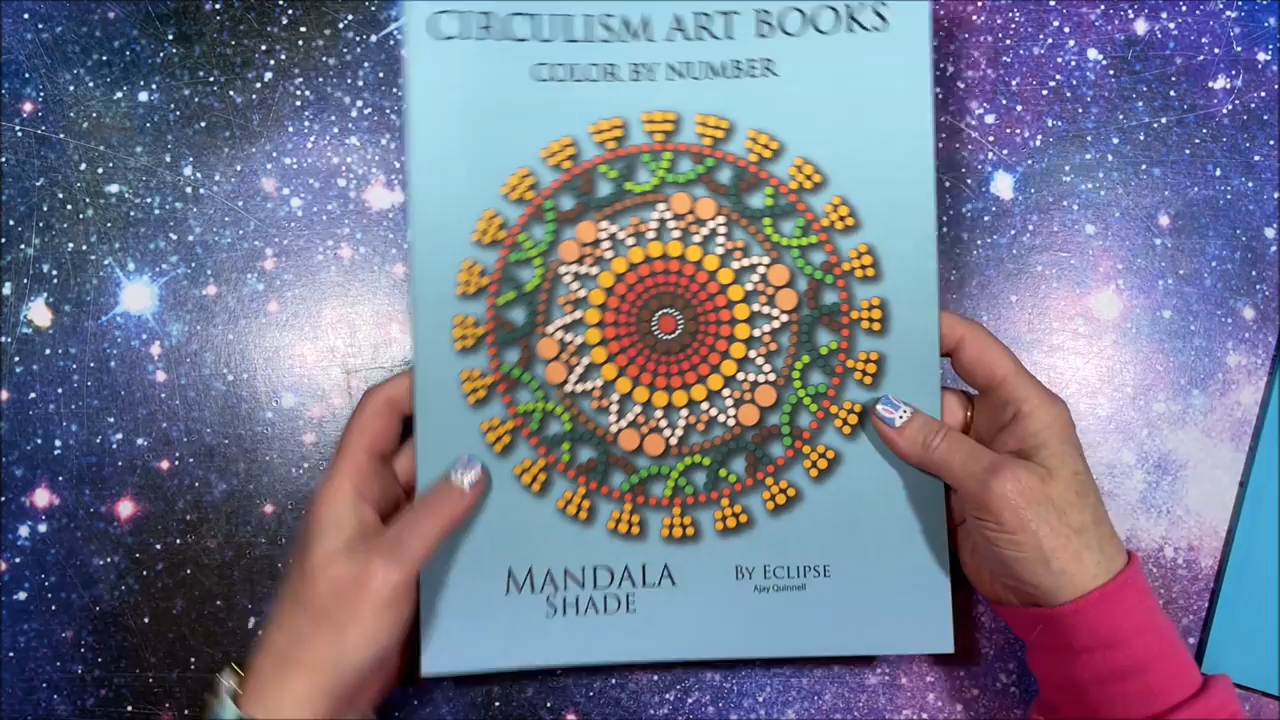 CIRCULISM ART BOOKS
COLOR BY NUMBER
MANDALA
SHADE
BY ECLIPSE
Ajay Quinnell